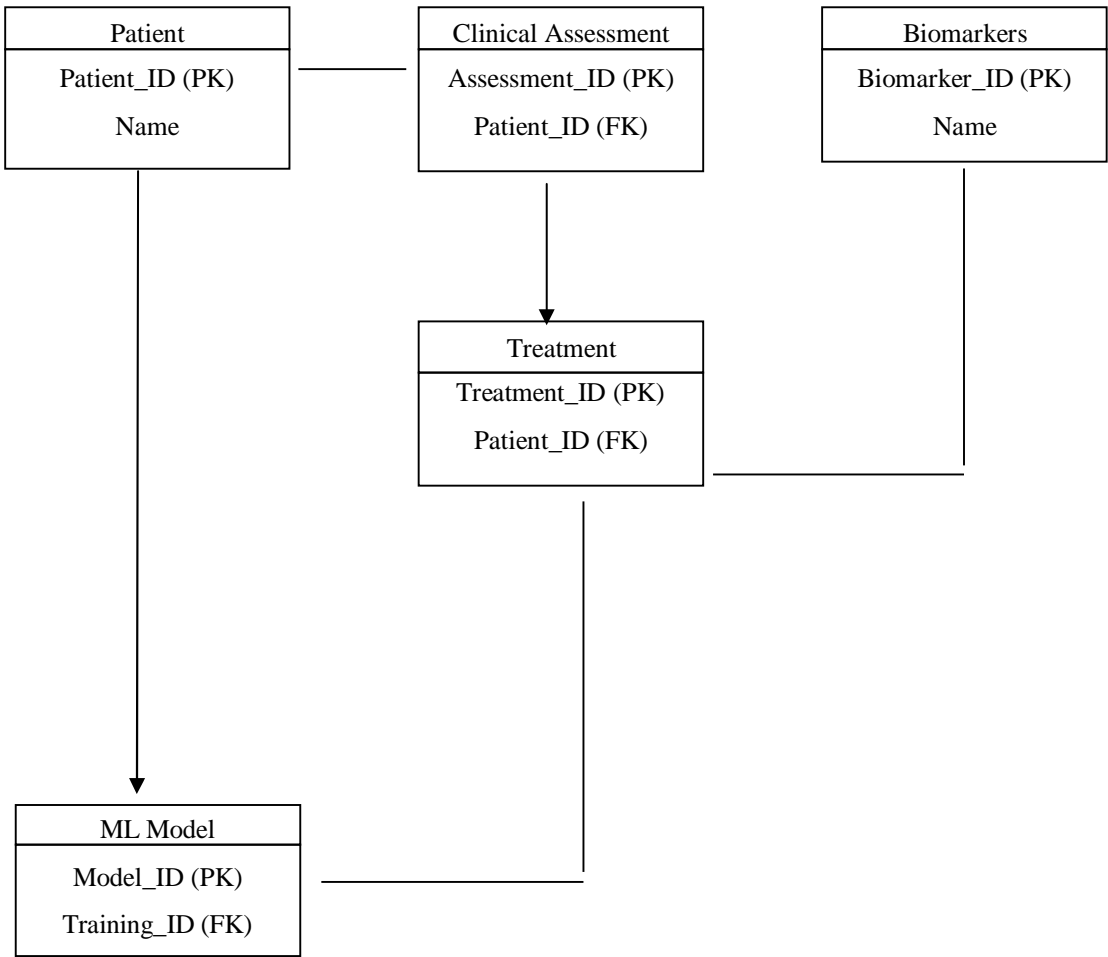 Patient
Patient_ID (PK)
Name
Clinical Assessment
Assessment_ID (PK)
Patient_ID (FK)
Biomarkers
Biomarker_ID (PK)
Name
Treatment
Treatment_ID (PK)
Patient_ID (FK)
ML Model
Model_ID (PK)
Training_ID (FK)